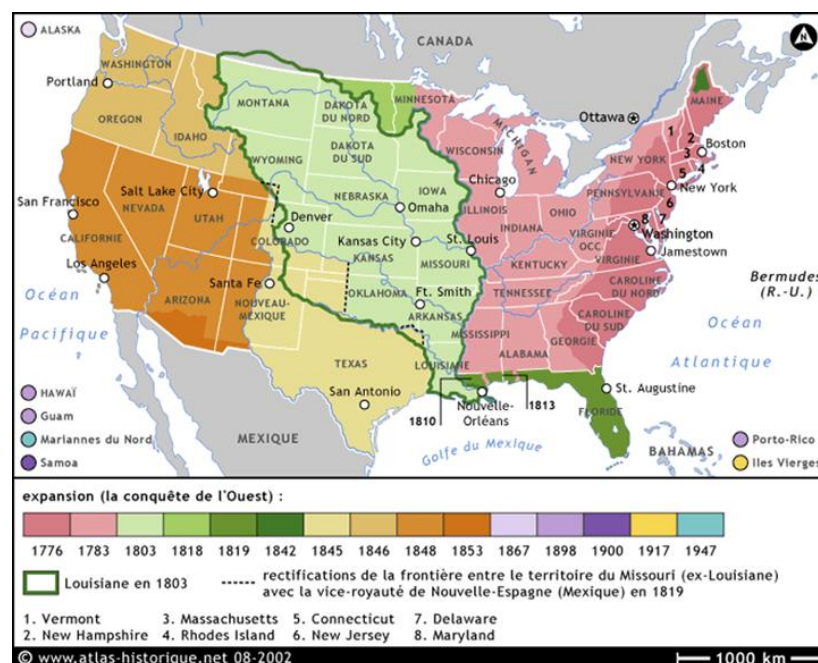 ALASKA
CANADA
WASHINGTON
Portland
MONTANA
DAKOTA
DU NORD
MINNESOTA
MAINE
OREGON
IDAHO
Ottawa
1
2
MICHIGAN
WISCONSIN
DAKOTA
DU SUD
WYOMING
NEW YORK
3
Boston
4
5
New York
Salt Lake City
NEBRASKA
IOWA
Chicago
PENNSYLVANIE
6
San Francisco
NEVADA
UTAH
Omaha
ILLINOIS
OHIO
INDIANA
8
7
Washington
Denver
COLORADO
Kansas City
St. Louis
VIRGINIE
OCC
VIRGINIE
Jamestown
CALIFORNIE
KANSAS
MISSOURI
KENTUCKY
Los Angeles
Santa Fe
Bermudes
(R.-U.)
CAROLINE
DU NORD
Océan
Pacifique
ARIZONA
NOUVEAU-
MEXIQUE
OKLAHOMA
Ft. Smith
ARKANSAS
TENNESSEE
CAROLINE
DU SUD
Océan
Atlantique
MISSISSIPPI
GEORGIE
ALABAMA
TEXAS
LOUISIANE
San Antonio
St. Augustine
HAWAÏ
Guam
Mariannes du Nord
Samoa
1810
Nouvelle-
Orléans
1813
FLORIDE
MEXIQUE
Golfe du Mexique
BAHAMAS
Porto-Rico
Iles Vierges
expansion (la conquête de l'Ouest) :
1776 1783 1803 1818 1819 1842 1845 1846 1848 1853 1867 1898 1900 1917 1947
Louisiane en 1803
rectifications de la frontière entre le territoire du Missouri (ex-Louisiane)
avec la vice-royauté de Nouvelle-Espagne (Mexique) en 1819
1. Vermont 3. Massachusetts 5. Connecticut 7. Delaware
2. New Hampshire 4. Rhodes Island 6. New Jersey 8. Maryland
© www.atlas-historique.net 08-2002
1000 km
N